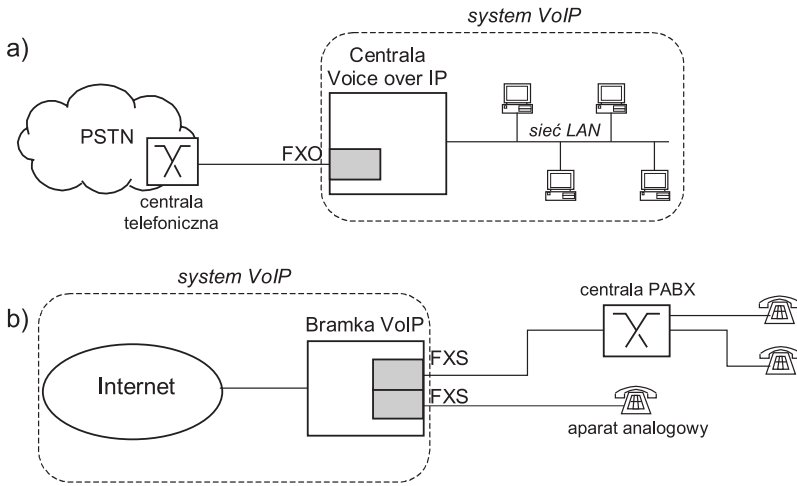 system VoIP
a)
Centrala
Voice over IP
PSTN
sieć LAN
FXO
centrala
telefoniczna
system VoIP
centrala PABX
b)
Bramka VoIP
FXS
Internet
FXS
aparat analogowy